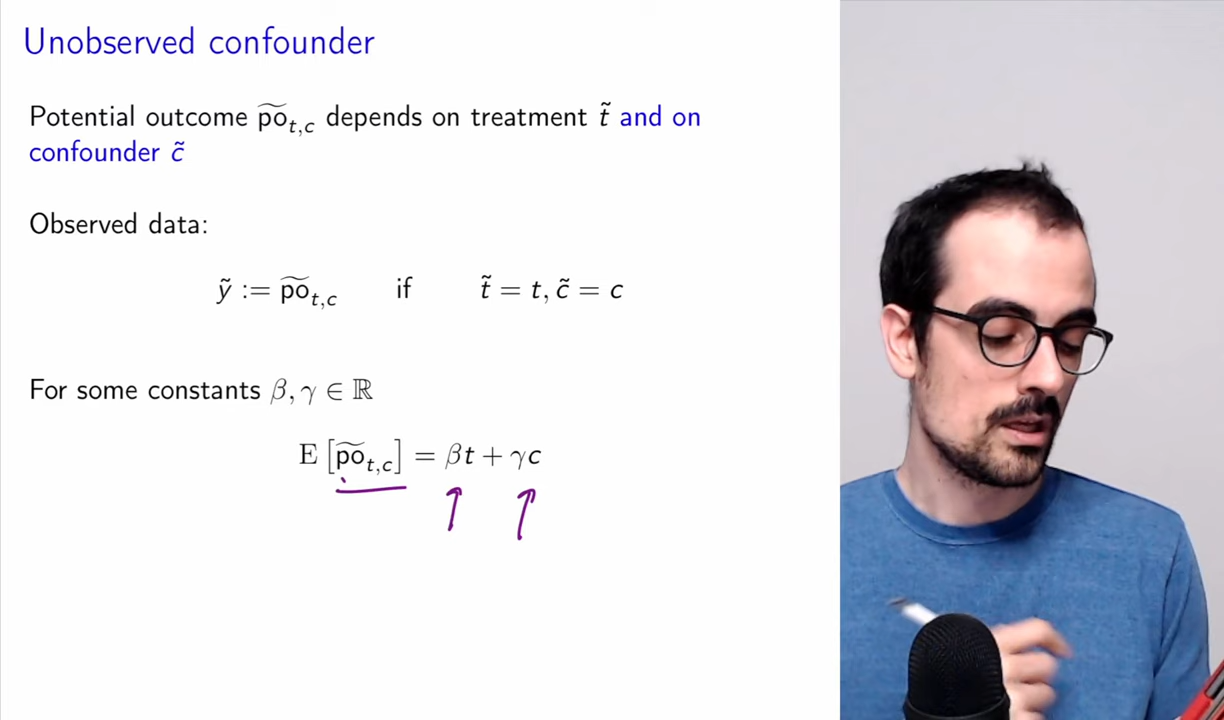 Unobserved confounder
Potential outcome p̃o_{t,c} depends on treatment t̃ and on
confounder c̃
Observed data:
ỹ := p̃o_{t,c} if t̃ = t, c̃ = c
For some constants β, γ ∈ ℝ
E [p̃o_{t,c}] = βt + γc